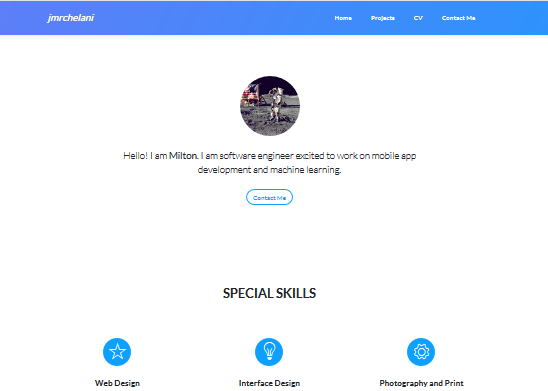 jmrchelani
Home Projects CV Contact Me
Hello! I am Milton. I am software engineer excited to work on mobile app
development and machine learning.
Contact Me
SPECIAL SKILLS
Web Design Interface Design Photography and Print